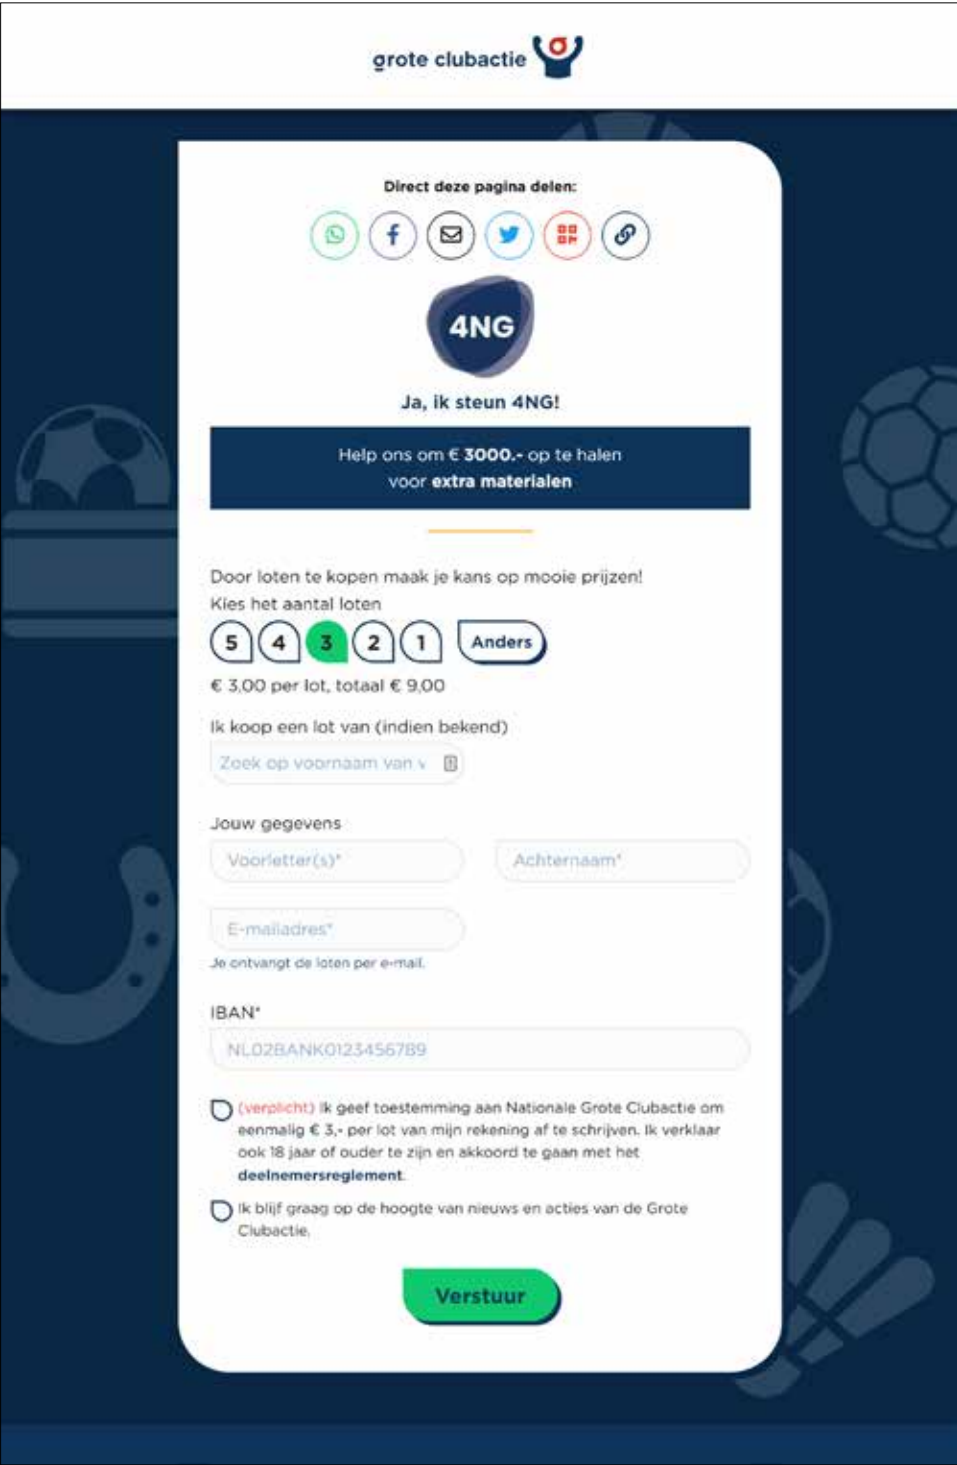 grote clubactie
Direct deze pagina delen:
4NG
Ja, ik steun 4NG!
Help ons om € 3000.- op te halen
voor extra materialen
Door loten te kopen maak je kans op mooie prijzen!
Kies het aantal loten
5 4 3 2 1 Anders
€ 3,00 per lot, totaal € 9,00
Ik koop een lot van (indien bekend)
Zoek op voornaam van v
Jouw gegevens
Voorletter(s)* Achternaam*
E-mailadres*
Je ontvangt de loten per e-mail.
IBAN*
NL02BANK0123456789
(verplicht) Ik geef toestemming aan Nationale Grote Clubactie om
eenmalig € 3,- per lot van mijn rekening af te schrijven. Ik verklaar
ook 18 jaar of ouder te zijn en akkoord te gaan met het
deelnemersreglement.
Ik blijf graag op de hoogte van nieuws en acties van de Grote
Clubactie.
Verstuur